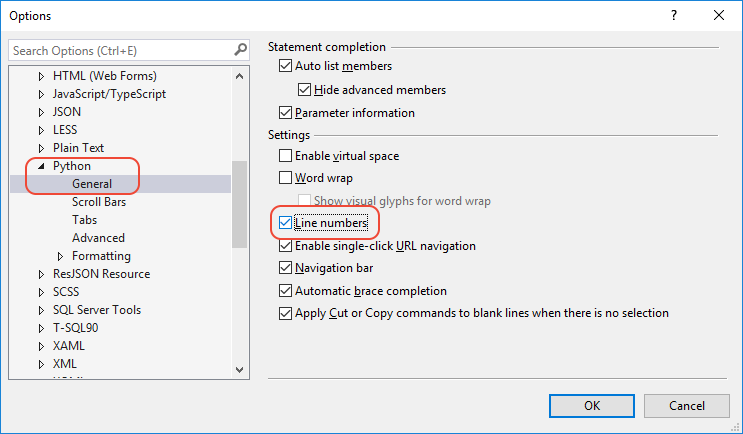 Options
Search Options (Ctrl+E)
HTML (Web Forms)
JavaScript/TypeScript
JSON
LESS
Plain Text
Python
General
Scroll Bars
Tabs
Advanced
Formatting
ResJSON Resource
SCSS
SQL Server Tools
T-SQL90
XAML
XML
Statement completion
Auto list members
Hide advanced members
Parameter information
Settings
Enable virtual space
Word wrap
Show visual glyphs for word wrap
Line numbers
Enable single-click URL navigation
Navigation bar
Automatic brace completion
Apply Cut or Copy commands to blank lines when there is no selection
OK
Cancel